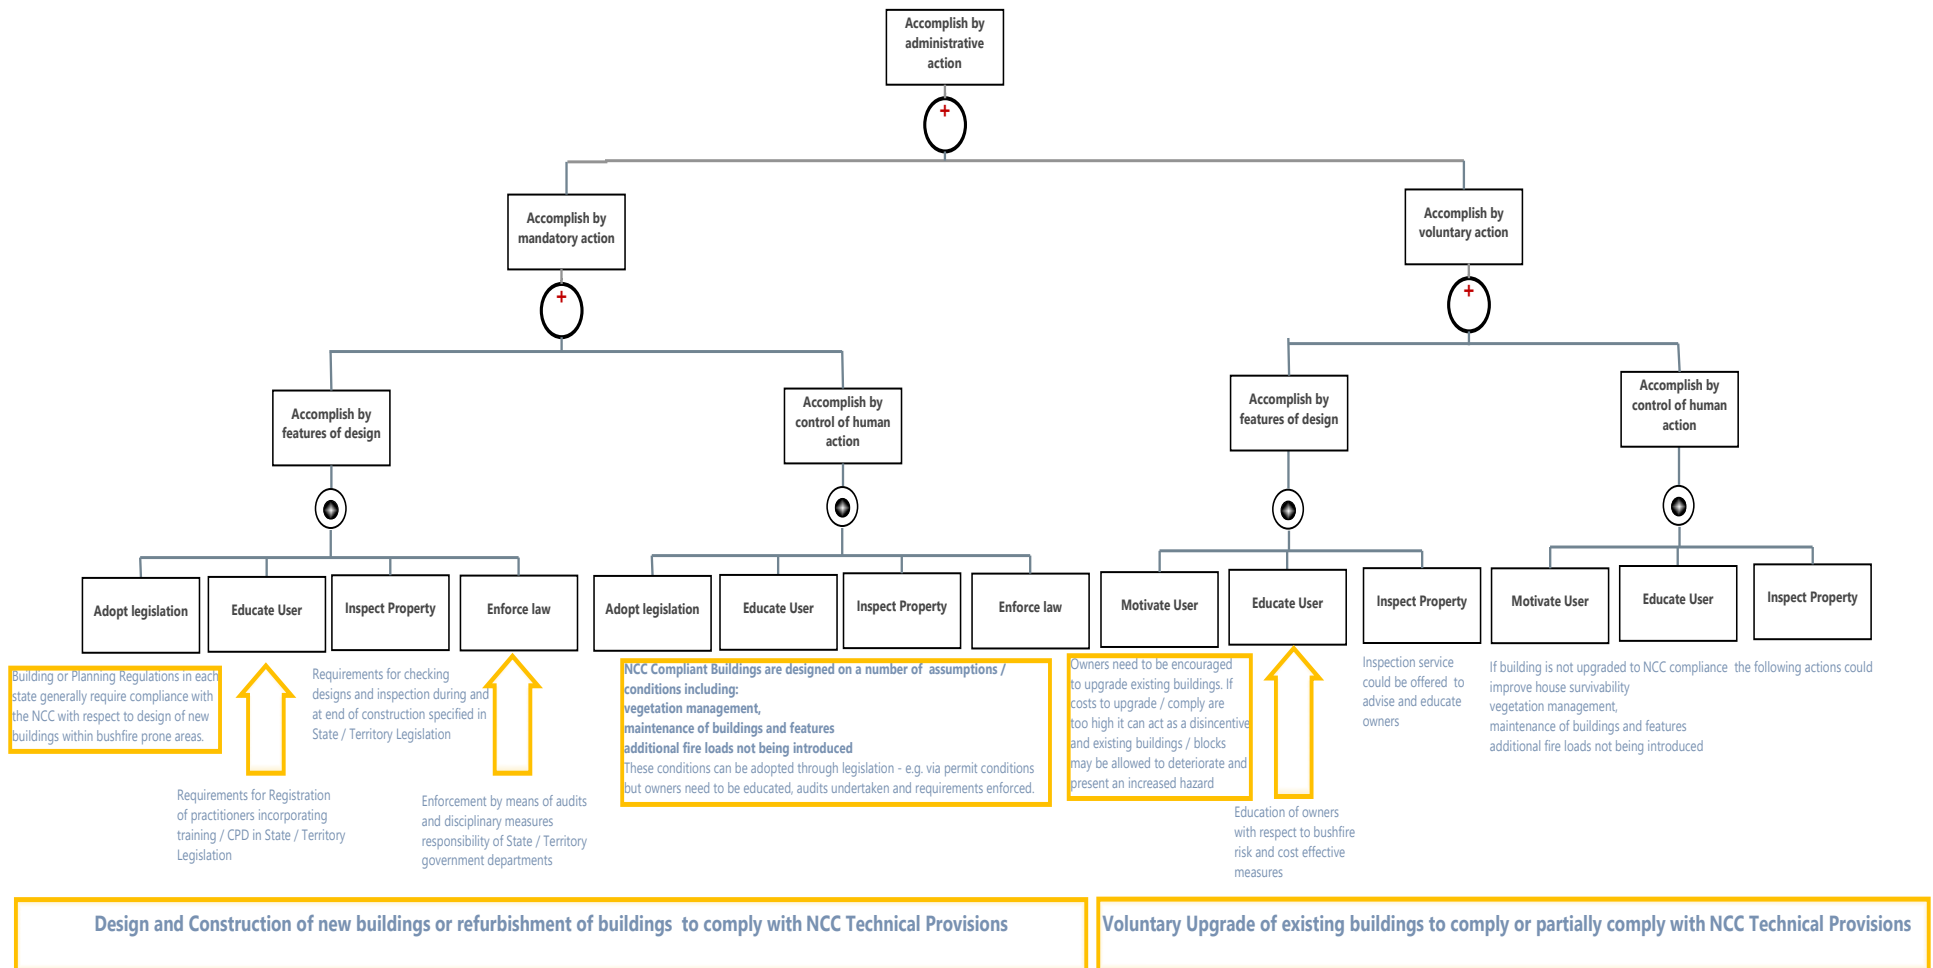 Accomplish by
administrative
action
+
Accomplish by
mandatory action
Accomplish by
voluntary action
+
+
Accomplish by
features of design
Accomplish by
control of human
action
Accomplish by
features of design
Accomplish by
control of human
action
Adopt legislation
Educate User
Inspect Property
Enforce law
Adopt legislation
Educate User
Inspect Property
Enforce law
Motivate User
Educate User
Inspect Property
Motivate User
Educate User
Inspect Property
Building or Planning Regulations in each
state generally require compliance with
the NCC with respect to design of new
buildings within bushfire prone areas.
Requirements for Registration
of practitioners incorporating
training / CPD in State / Territory
Legislation
Requirements for checking
designs and inspection during and
at end of construction specified in
State / Territory Legislation
Enforcement by means of audits
and disciplinary measures
responsibility of State / Territory
government departments
NCC Compliant Buildings are designed on a number of assumptions /
conditions including:
vegetation management,
maintenance of buildings and features
additional fire loads not being introduced
These conditions can be adopted through legislation - e.g. via permit conditions
but owners need to be educated, audits undertaken and requirements enforced.
Owners need to be encouraged
to upgrade existing buildings. If
costs to upgrade / comply are
too high it can act as a disincentive
and existing buildings / blocks
may be allowed to deteriorate and
present an increased hazard
Education of owners
with respect to bushfire
risk and cost effective
measures
Inspection service
could be offered to
advise and educate
owners
If building is not upgraded to NCC compliance the following actions could
improve house survivability
vegetation management,
maintenance of buildings and features
additional fire loads not being introduced
Design and Construction of new buildings or refurbishment of buildings to comply with NCC Technical Provisions
Voluntary Upgrade of existing buildings to comply or partially comply with NCC Technical Provisions